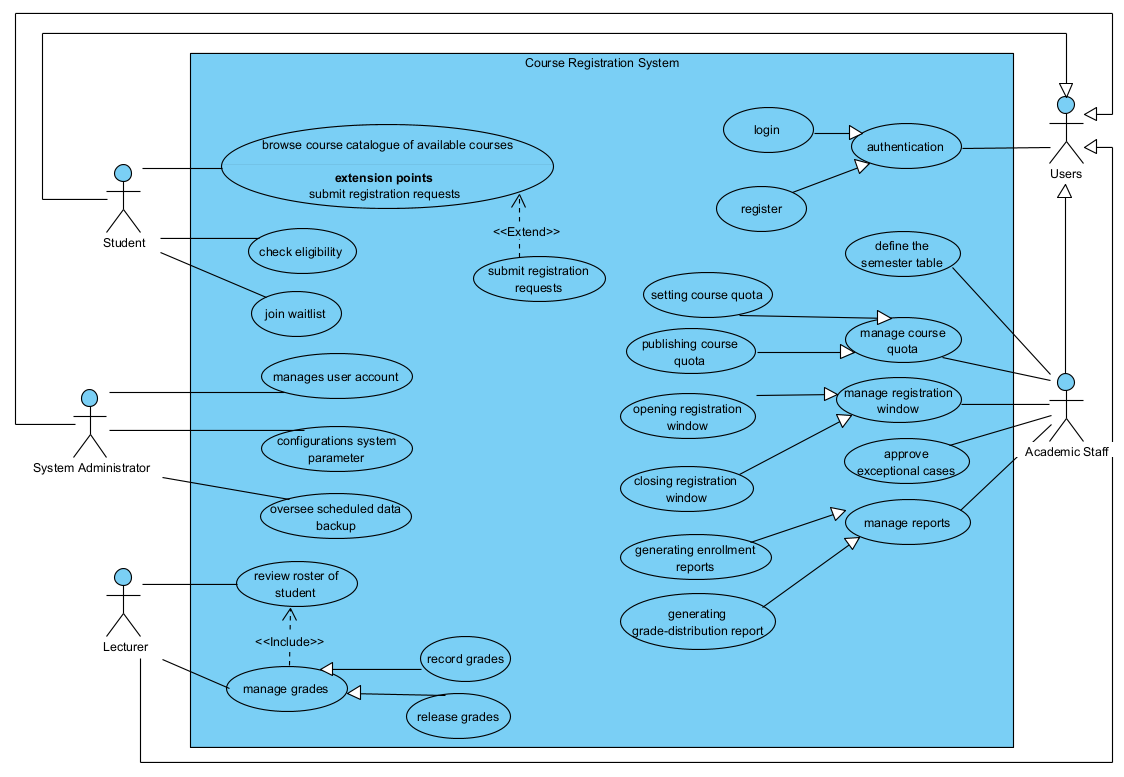 Course Registration System
browse course catalogue of available courses
extension points
submit registration requests
<<Extend>>
submit registration
requests
Student
check eligibility
join waitlist
manages user account
configurations system
parameter
oversee scheduled data
backup
System Administrator
review roster of
student
<<Include>>
manage grades
record grades
release grades
Lecturer
login
authentication
register
Users
define the
semester table
setting course quota
publishing course
quota
manage course
quota
opening registration
window
manage registration
window
closing registration
window
approve
exceptional cases
Academic Staff
generating enrollment
reports
manage reports
generating
grade-distribution report